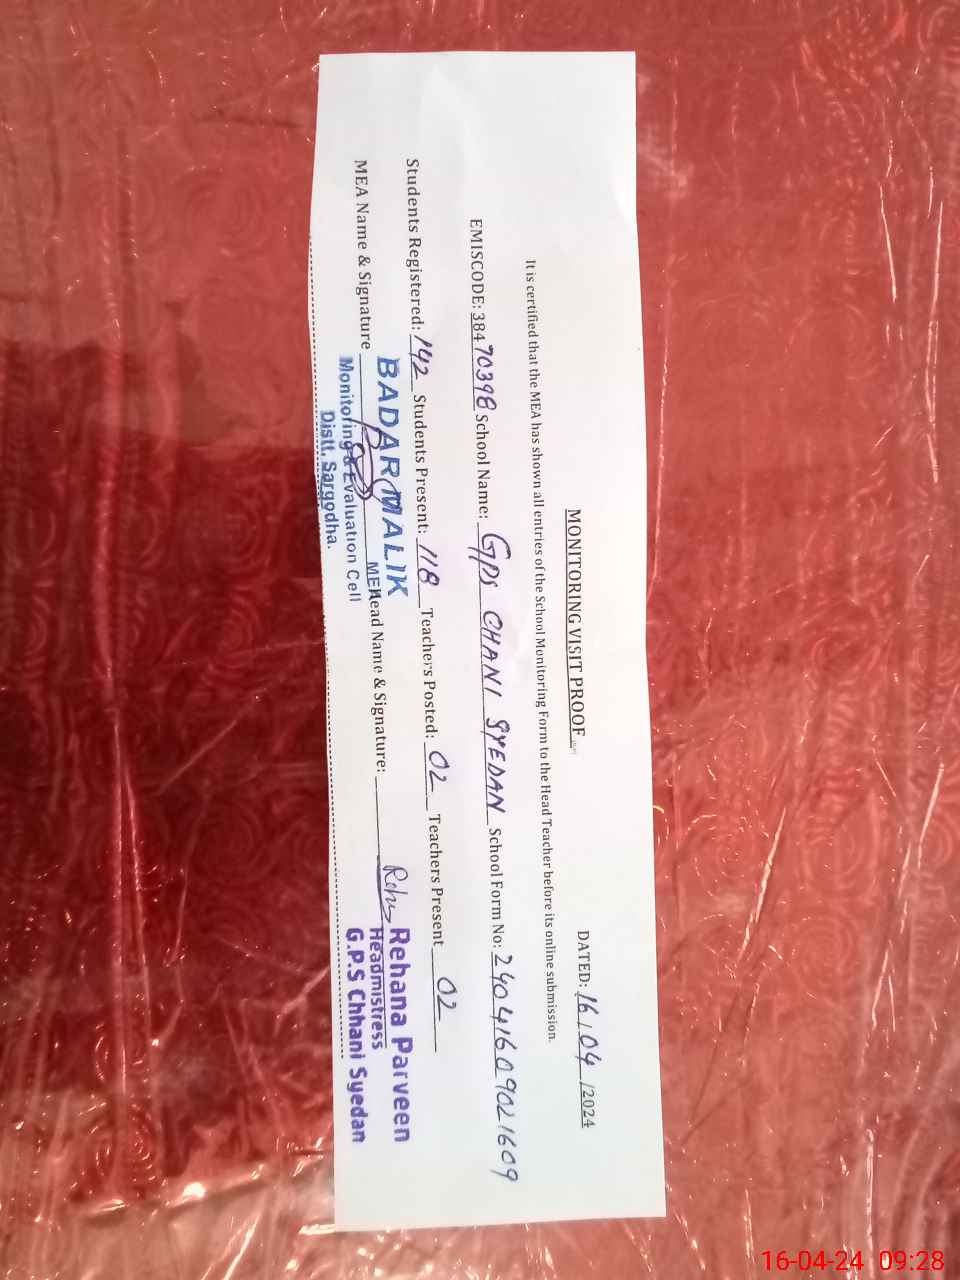 MONITORING VISIT PROOF
DATED: 16/04/2024
It is certified that the MEA has shown all entries of the School Monitoring Form to the Head Teacher before its online submission.
EMISCODE: 38470398 School Name: GPS CHANI SYEDAN School Form No: 24041609021609
Students Registered: 142 Students Present: 118 Teachers Posted: 02 Teachers Present 02
MEA Name & Signature Head Name & Signature:
BADAR MALIK
Monitoring & Evaluation Cell
Distt. Sargodha.
Rehana Parveen
Headmistress
G.P.S Chhani Syedan
16-04-24 09:28